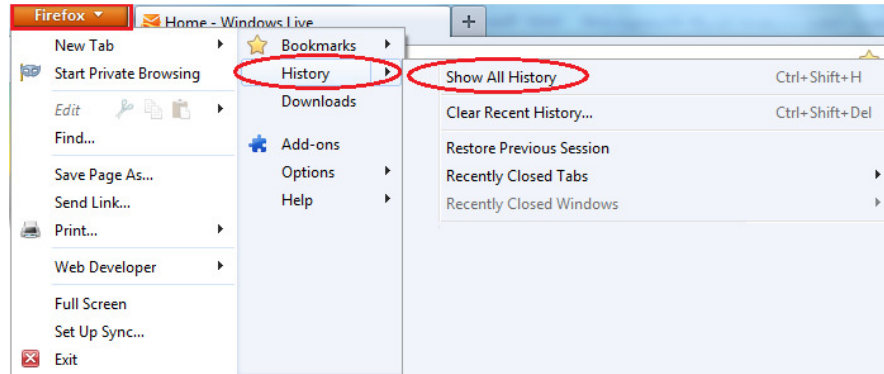 Firefox
Home - Windows Live
New Tab
Start Private Browsing
Edit
Find...
Save Page As...
Send Link...
Print...
Web Developer
Full Screen
Set Up Sync...
Exit
Bookmarks
History
Downloads
Add-ons
Options
Help
Show All History Ctrl+Shift+H
Clear Recent History... Ctrl+Shift+Del
Restore Previous Session
Recently Closed Tabs
Recently Closed Windows